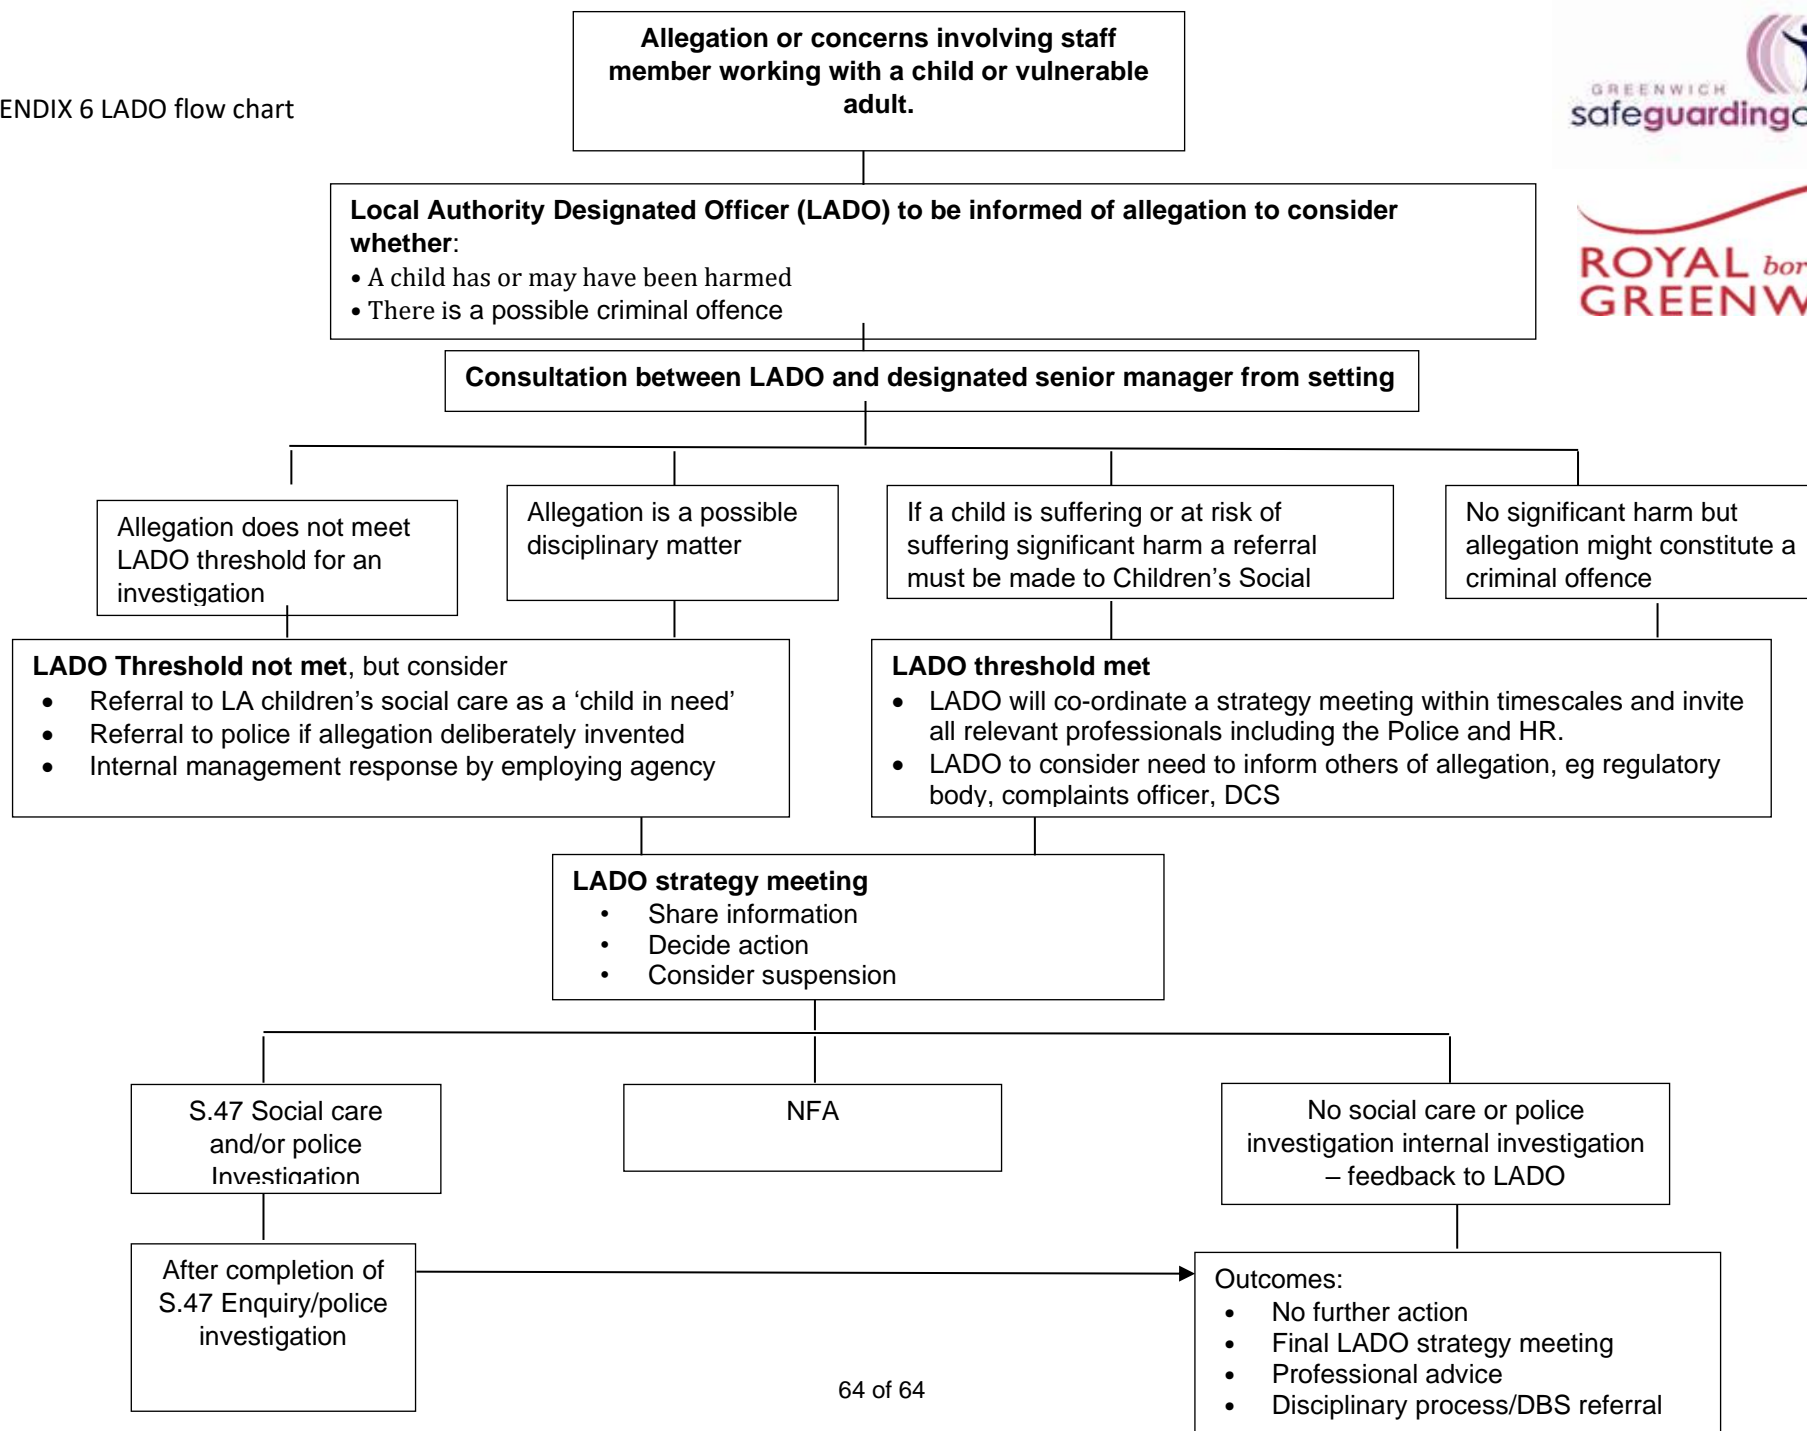 Allegation or concerns involving staff
member working with a child or vulnerable
adult.
ENDIX 6 LADO flow chart
GREENWICH
safeguarding
ROYAL bor
GREENW
Local Authority Designated Officer (LADO) to be informed of allegation to consider
whether:
• A child has or may have been harmed
• There is a possible criminal offence
Consultation between LADO and designated senior manager from setting
Allegation does not meet
LADO threshold for an
investigation
Allegation is a possible
disciplinary matter
If a child is suffering or at risk of
suffering significant harm a referral
must be made to Children’s Social
No significant harm but
allegation might constitute a
criminal offence
LADO Threshold not met, but consider
• Referral to LA children’s social care as a ‘child in need’
• Referral to police if allegation deliberately invented
• Internal management response by employing agency
LADO threshold met
• LADO will co-ordinate a strategy meeting within timescales and invite
all relevant professionals including the Police and HR.
• LADO to consider need to inform others of allegation, eg regulatory
body, complaints officer, DCS
LADO strategy meeting
• Share information
• Decide action
• Consider suspension
S.47 Social care
and/or police
Investigation
NFA
No social care or police
investigation internal investigation
– feedback to LADO
After completion of
S.47 Enquiry/police
investigation
Outcomes:
• No further action
• Final LADO strategy meeting
• Professional advice
• Disciplinary process/DBS referral
64 of 64